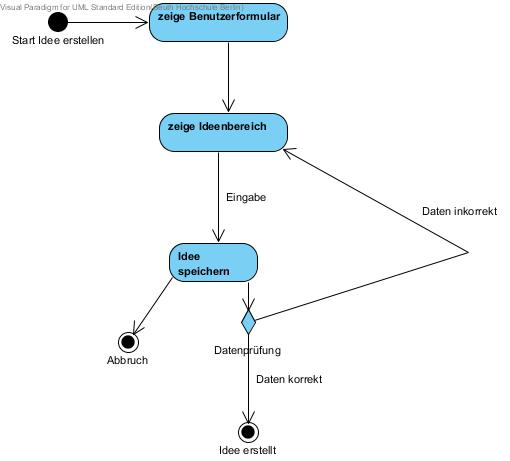 Visual Paradigm for UML Standard Edition(Beuth Hochschule Berlin)
zeige Benutzerformular
Start Idee erstellen
zeige Ideenbereich
Eingabe
Daten inkorrekt
Idee
speichern
Abbruch
Datenprüfung
Daten korrekt
Idee erstellt